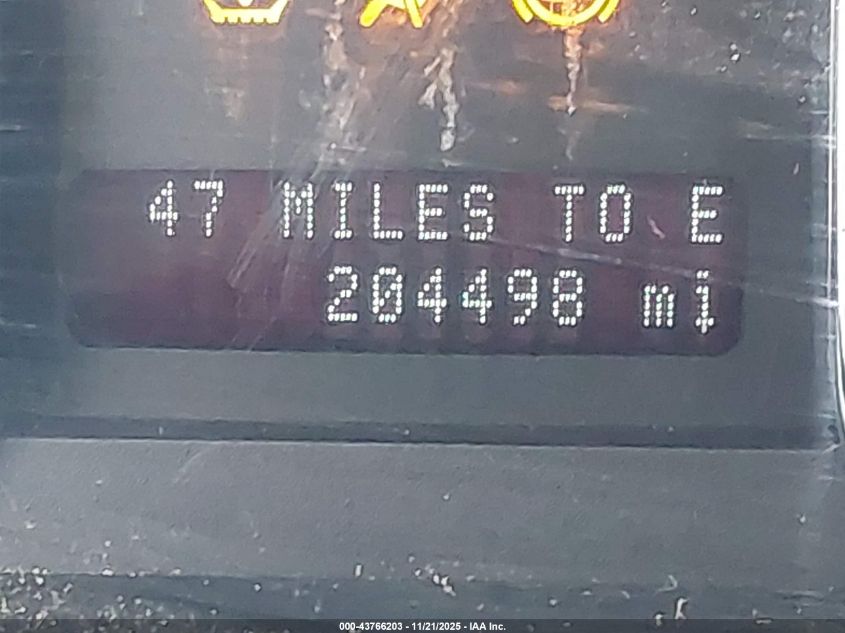 47 MILES TO E
204498 mi
000-43766203 - 11/21/2025 - IAA Inc.